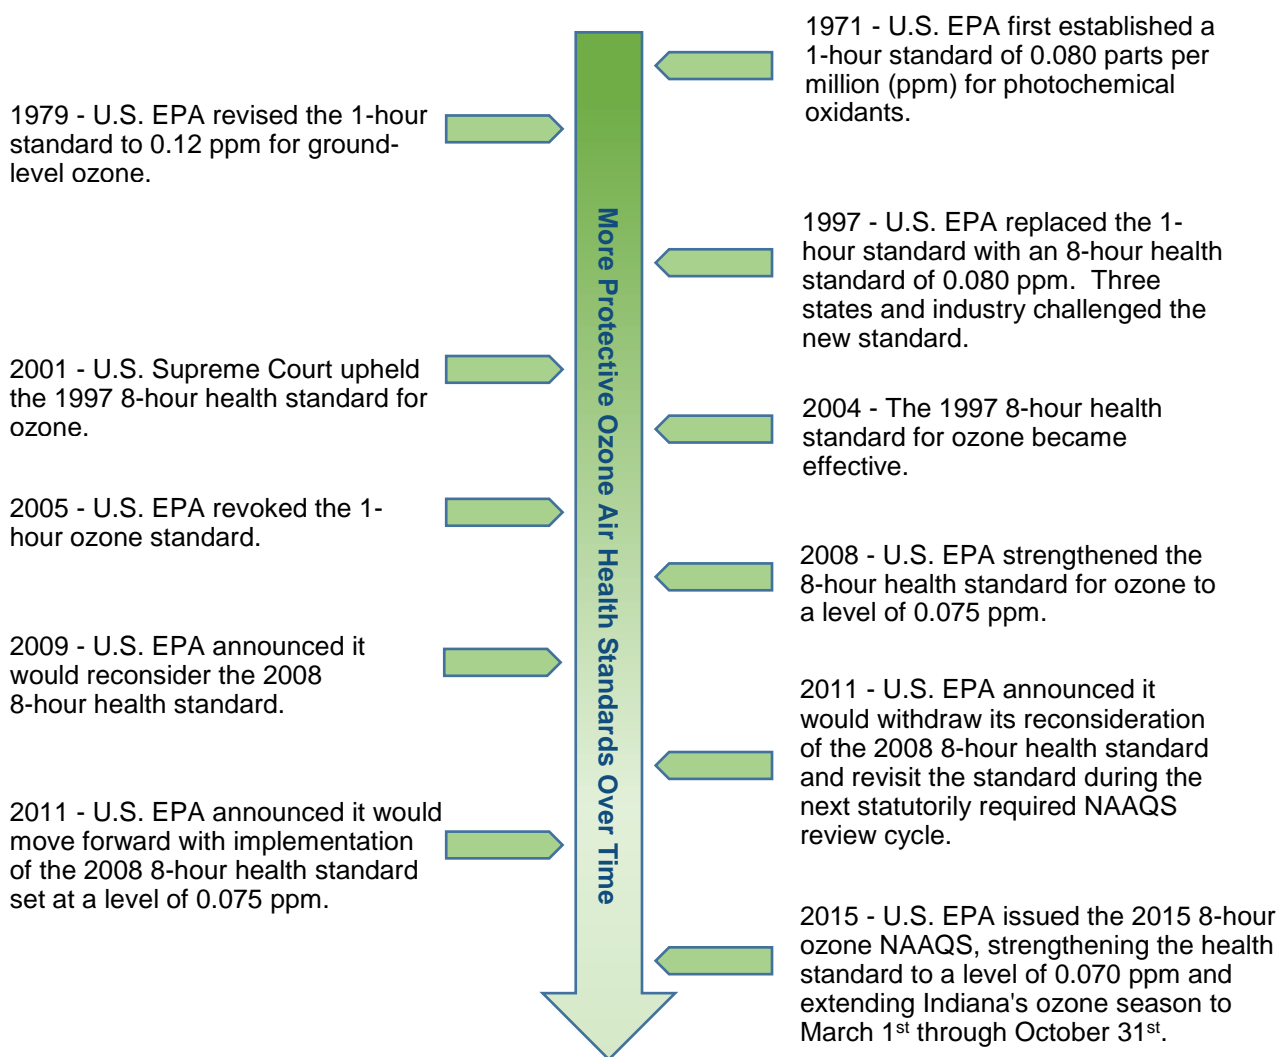 1971 - U.S. EPA first established a
1-hour standard of 0.080 parts per
million (ppm) for photochemical
oxidants.
1979 - U.S. EPA revised the 1-hour
standard to 0.12 ppm for ground-
level ozone.
1997 - U.S. EPA replaced the 1-
hour standard with an 8-hour health
standard of 0.080 ppm.  Three
states and industry challenged the
new standard.
2001 - U.S. Supreme Court upheld
the 1997 8-hour health standard for
ozone.
2004 - The 1997 8-hour health
standard for ozone became
effective.
2005 - U.S. EPA revoked the 1-
hour ozone standard.
2008 - U.S. EPA strengthened the
8-hour health standard for ozone to
a level of 0.075 ppm.
2009 - U.S. EPA announced it
would reconsider the 2008
8-hour health standard.
2011 - U.S. EPA announced it
would withdraw its reconsideration
of the 2008 8-hour health standard
and revisit the standard during the
next statutorily required NAAQS
review cycle.
2011 - U.S. EPA announced it would
move forward with implementation
of the 2008 8-hour health standard
set at a level of 0.075 ppm.
2015 - U.S. EPA issued the 2015 8-hour
ozone NAAQS, strengthening the health
standard to a level of 0.070 ppm and
extending Indiana's ozone season to
March 1st through October 31st.
More Protective Ozone Air Health Standards Over Time